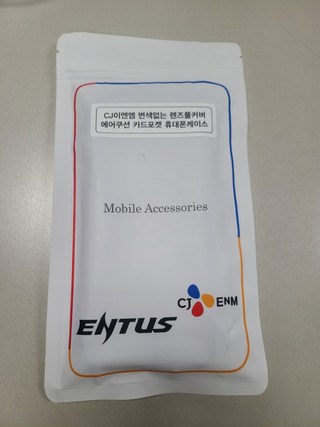 CJ이앤엠 변색없는 렌즈풀커버
에어쿠션 카드포켓 휴대폰케이스
Mobile Accessories
CJ ENM
ENTUS